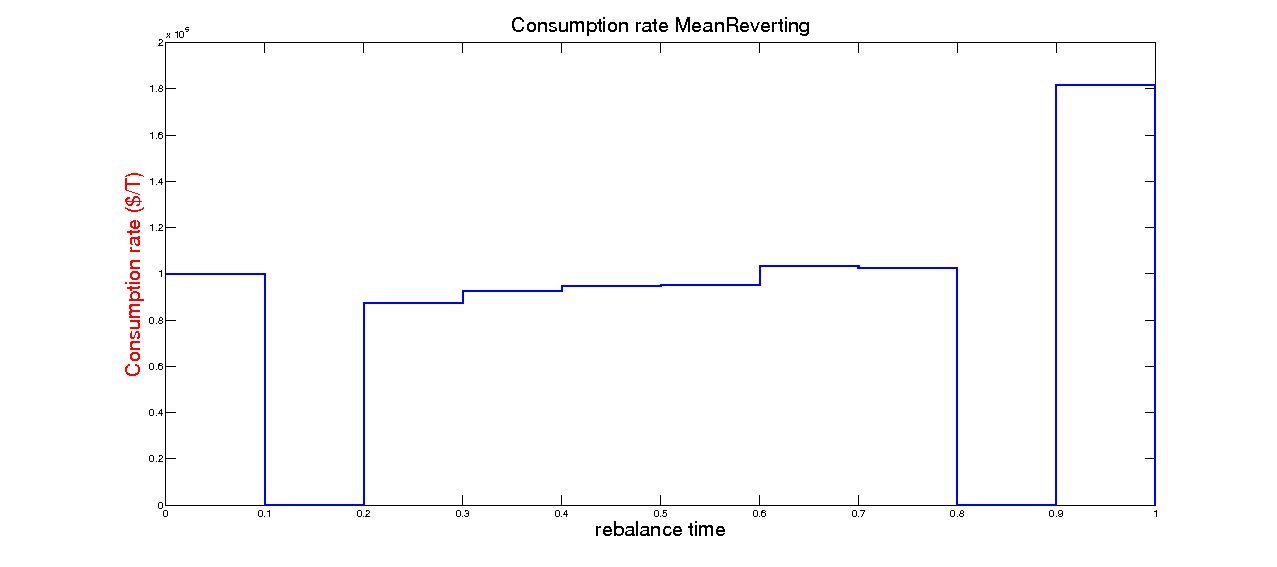 Consumption rate MeanReverting
x 10^5
2
1.8
1.6
1.4
1.2
1
0.8
0.6
0.4
0.2
0
Consumption rate ($/T)
0 0.1 0.2 0.3 0.4 0.5 0.6 0.7 0.8 0.9 1
rebalance time